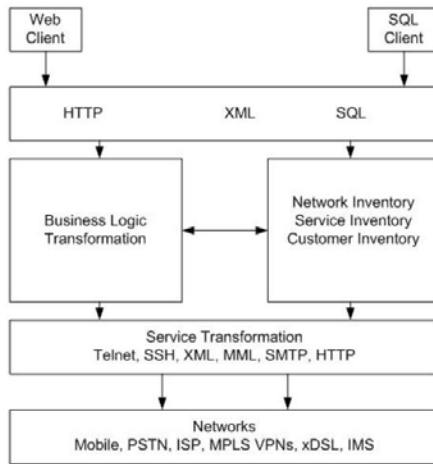 Web
Client
SQL
Client
HTTP XML SQL
Business Logic
Transformation
Network Inventory
Service Inventory
Customer Inventory
Service Transformation
Telnet, SSH, XML, MML, SMTP, HTTP
Networks
Mobile, PSTN, ISP, MPLS VPNs, xDSL, IMS